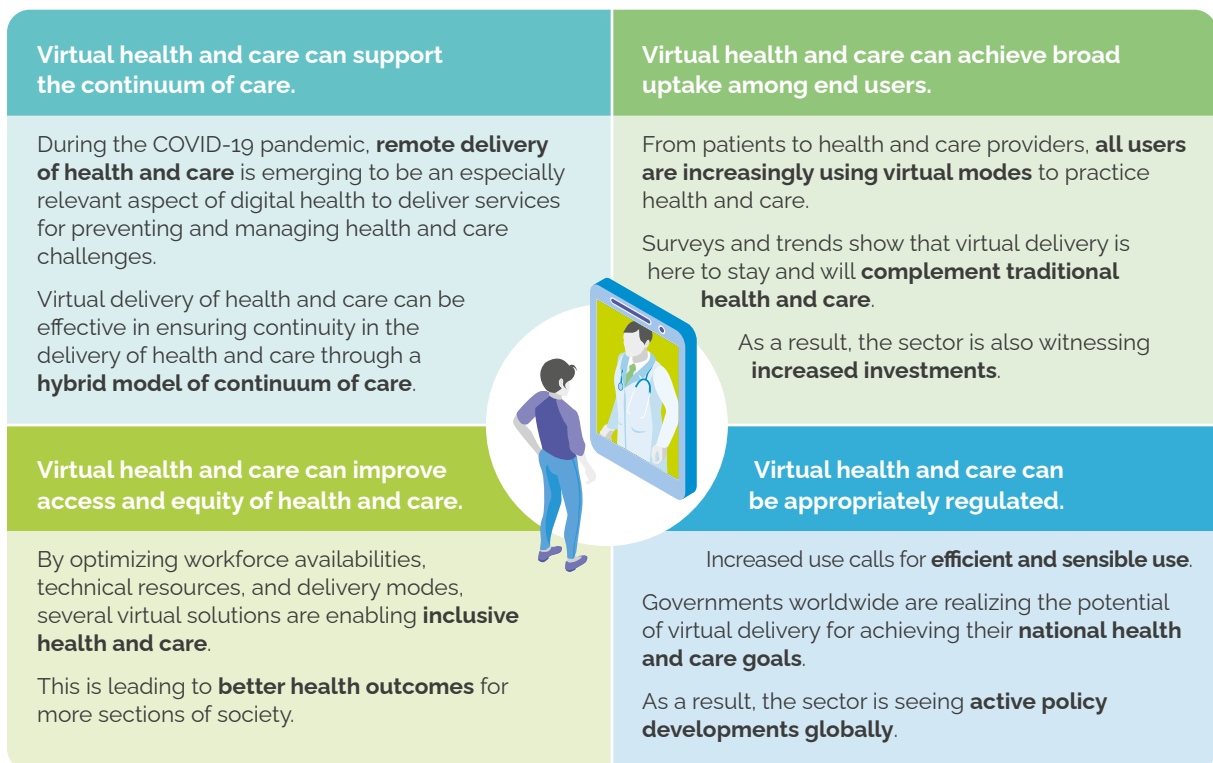 Virtual health and care can support
the continuum of care.
During the COVID-19 pandemic, remote delivery
of health and care is emerging to be an especially
relevant aspect of digital health to deliver services
for preventing and managing health and care
challenges.
Virtual delivery of health and care can be
effective in ensuring continuity in the
delivery of health and care through a
hybrid model of continuum of care.
Virtual health and care can achieve broad
uptake among end users.
From patients to health and care providers, all users
are increasingly using virtual modes to practice
health and care.
Surveys and trends show that virtual delivery is
here to stay and will complement traditional
health and care.
As a result, the sector is also witnessing
increased investments.
Virtual health and care can improve
access and equity of health and care.
By optimizing workforce availabilities,
technical resources, and delivery modes,
several virtual solutions are enabling inclusive
health and care.
This is leading to better health outcomes for
more sections of society.
Virtual health and care can
be appropriately regulated.
Increased use calls for efficient and sensible use.
Governments worldwide are realizing the potential
of virtual delivery for achieving their national health
and care goals.
As a result, the sector is seeing active policy
developments globally.